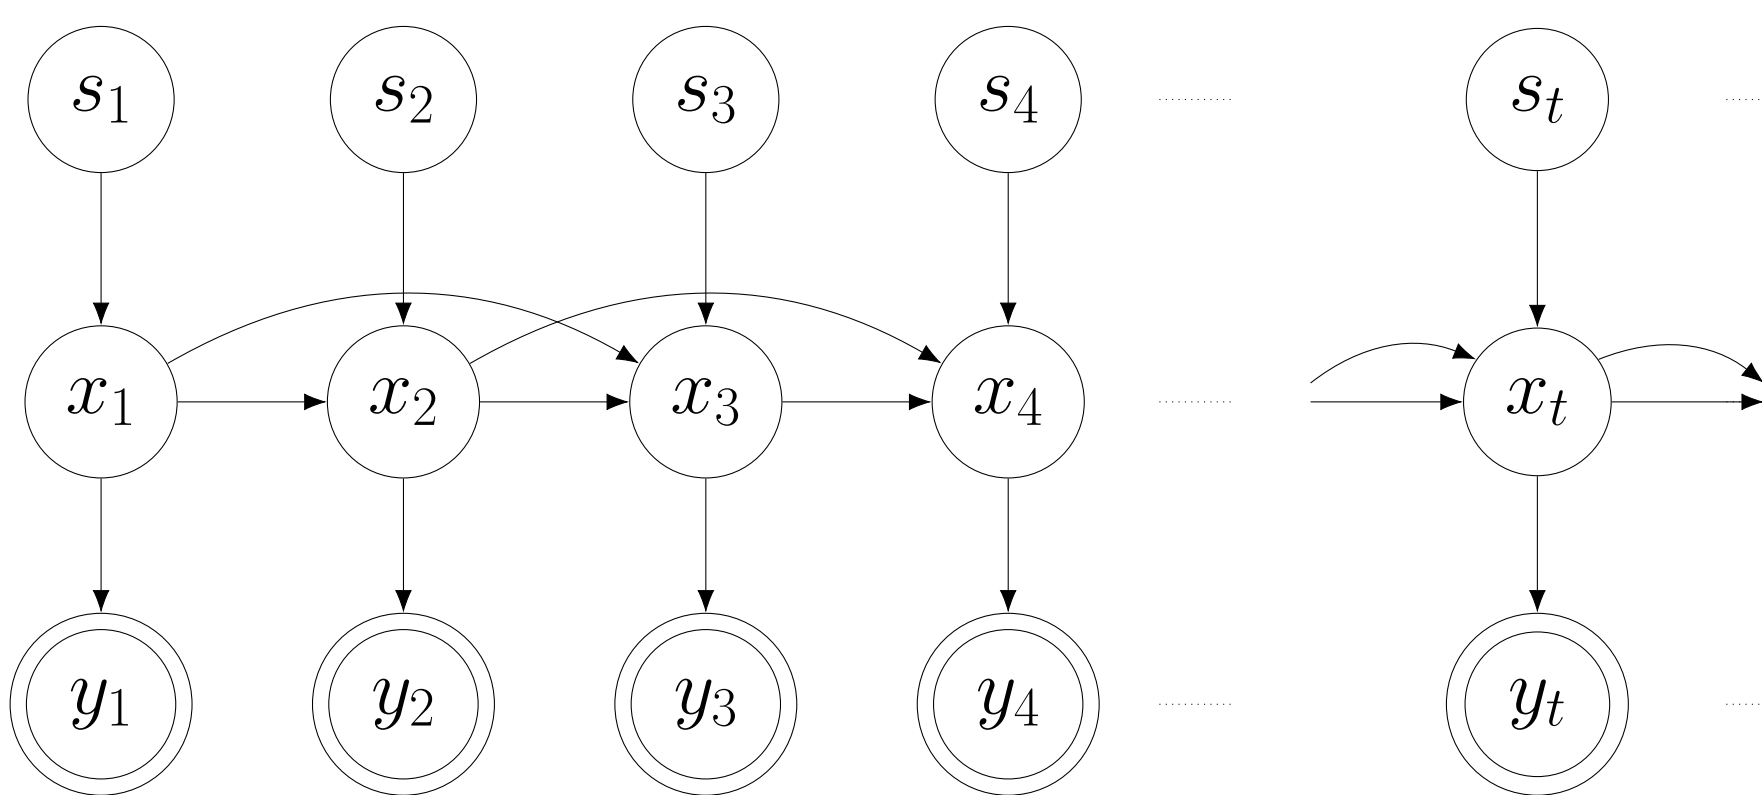 s₁ s₂ s₃ s₄ sₜ
x₁ x₂ x₃ x₄ xₜ
y₁ y₂ y₃ y₄ yₜ